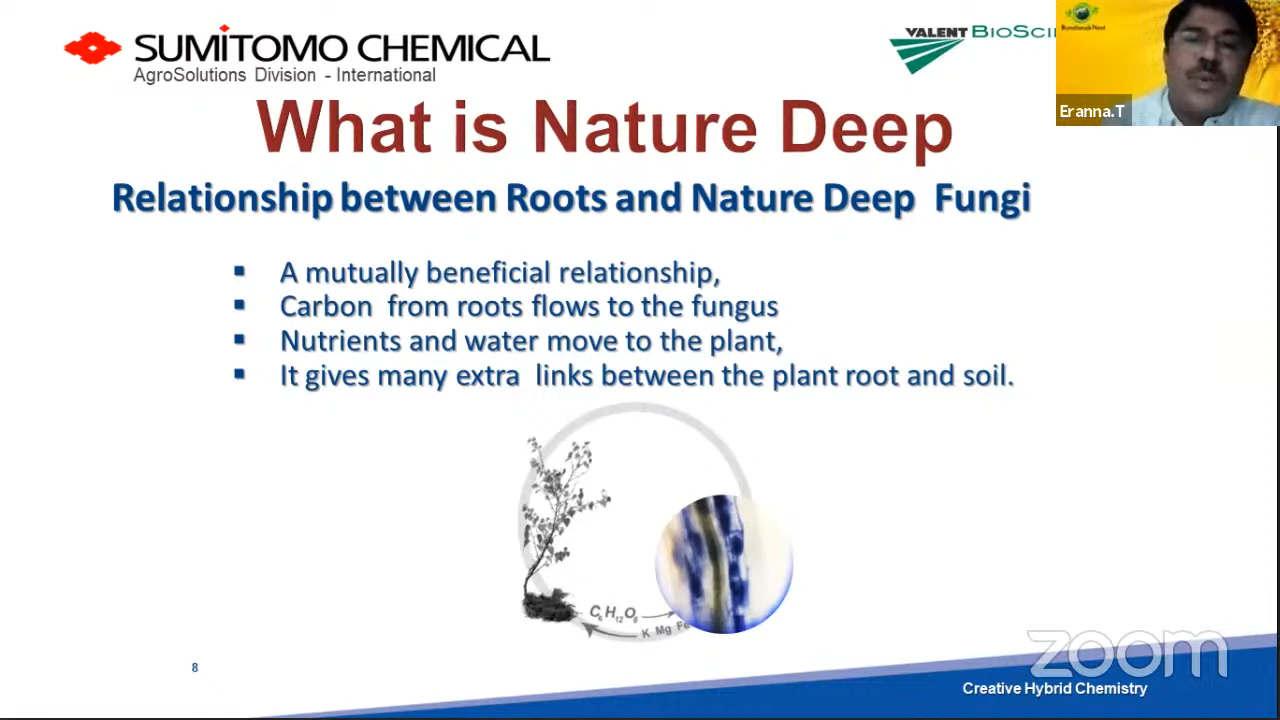 SUMITOMO CHEMICAL
AgroSolutions Division - International
VALENT
Eranna.T
What is Nature Deep
Relationship between Roots and Nature Deep Fungi
▪ A mutually beneficial relationship,
▪ Carbon from roots flows to the fungus
▪ Nutrients and water move to the plant,
▪ It gives many extra links between the plant root and soil.
C₆H₁₂O₆
K Mg Fe
zoom
8
Creative Hybrid Chemistry